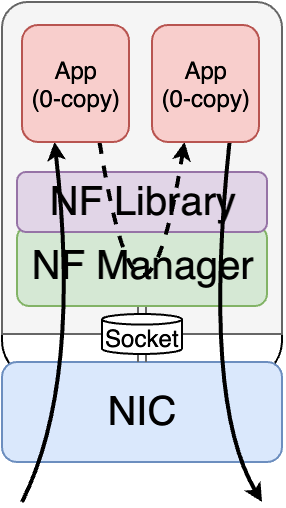 App
(0-copy)
App
(0-copy)
NF Library
NF Manager
Socket
NIC